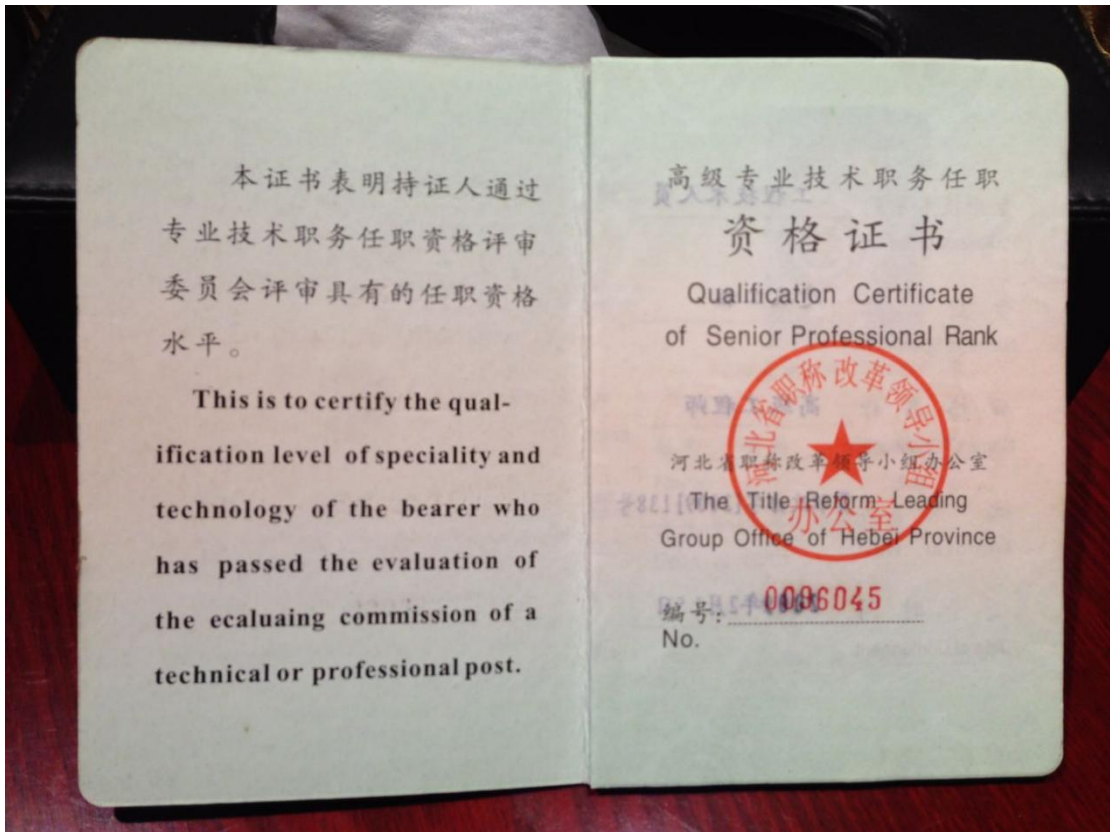 本证书表明持证人通过
专业技术职务任职资格评审
委员会评审具有的任职资格
水平。
This is to certify the qual-
ification level of speciality and
technology of the bearer who
has passed the evaluation of
the ecaluaing commission of a
technical or professional post.
高级专业技术职务任职
资格证书
Qualification Certificate
of Senior Professional Rank
河北省职称改革领导小组
办公室
河北省职称改革领导小组办公室
The Title Reform Leading
Group Office of Hebei Province
编号: 0096045
No.